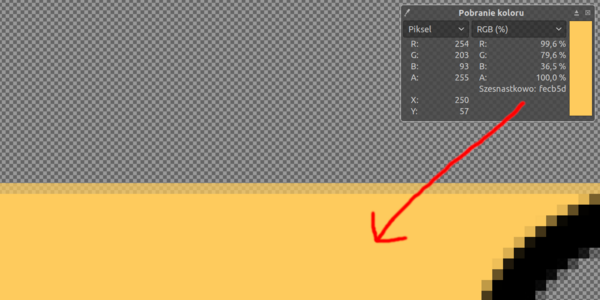 Pobranie koloru
Piksel RGB (%)
R: 254 R: 99,6 %
G: 203 G: 79,6 %
B: 93 B: 36,5 %
A: 255 A: 100,0 %
Szesnastkowo: fecb5d
X: 250
Y: 57